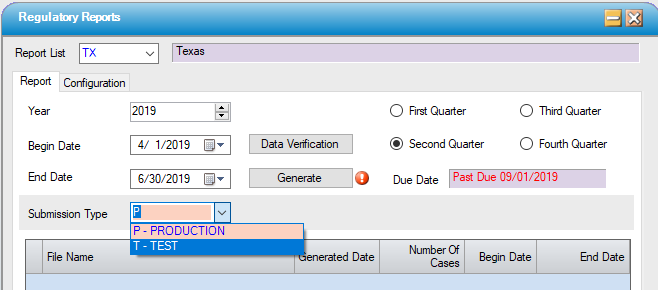 Regulatory Reports
Report List TX Texas
Report Configuration
Year 2019 First Quarter Third Quarter
Begin Date 4/ 1/2019 Data Verification Second Quarter Fourth Quarter
End Date 6/30/2019 Generate Due Date Past Due 09/01/2019
Submission Type P
P - PRODUCTION
T - TEST
File Name Generated Date Number Of Cases Begin Date End Date